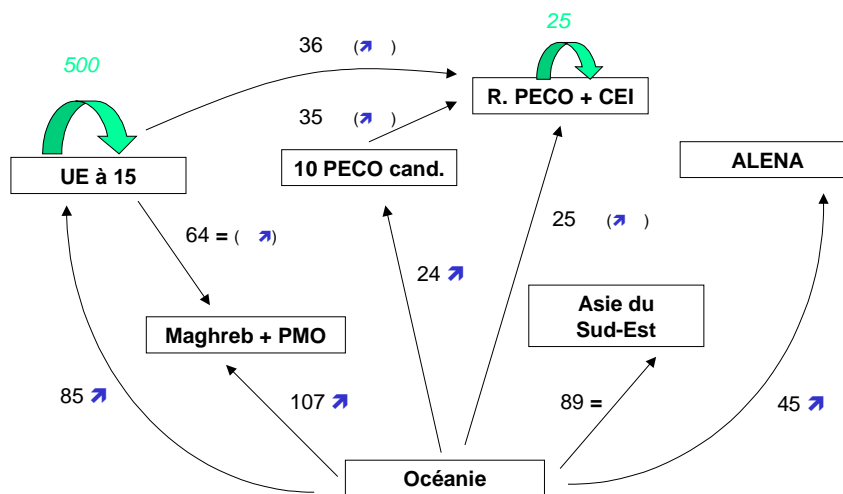 25
36 (↗ )
500
R. PECO + CEI
35 (↗ )
UE à 15
10 PECO cand.
ALENA
64 = ( ↗)
25 (↗ )
24 ↗
Asie du
Sud-Est
Maghreb + PMO
85 ↗
107 ↗
89 =
45 ↗
Océanie